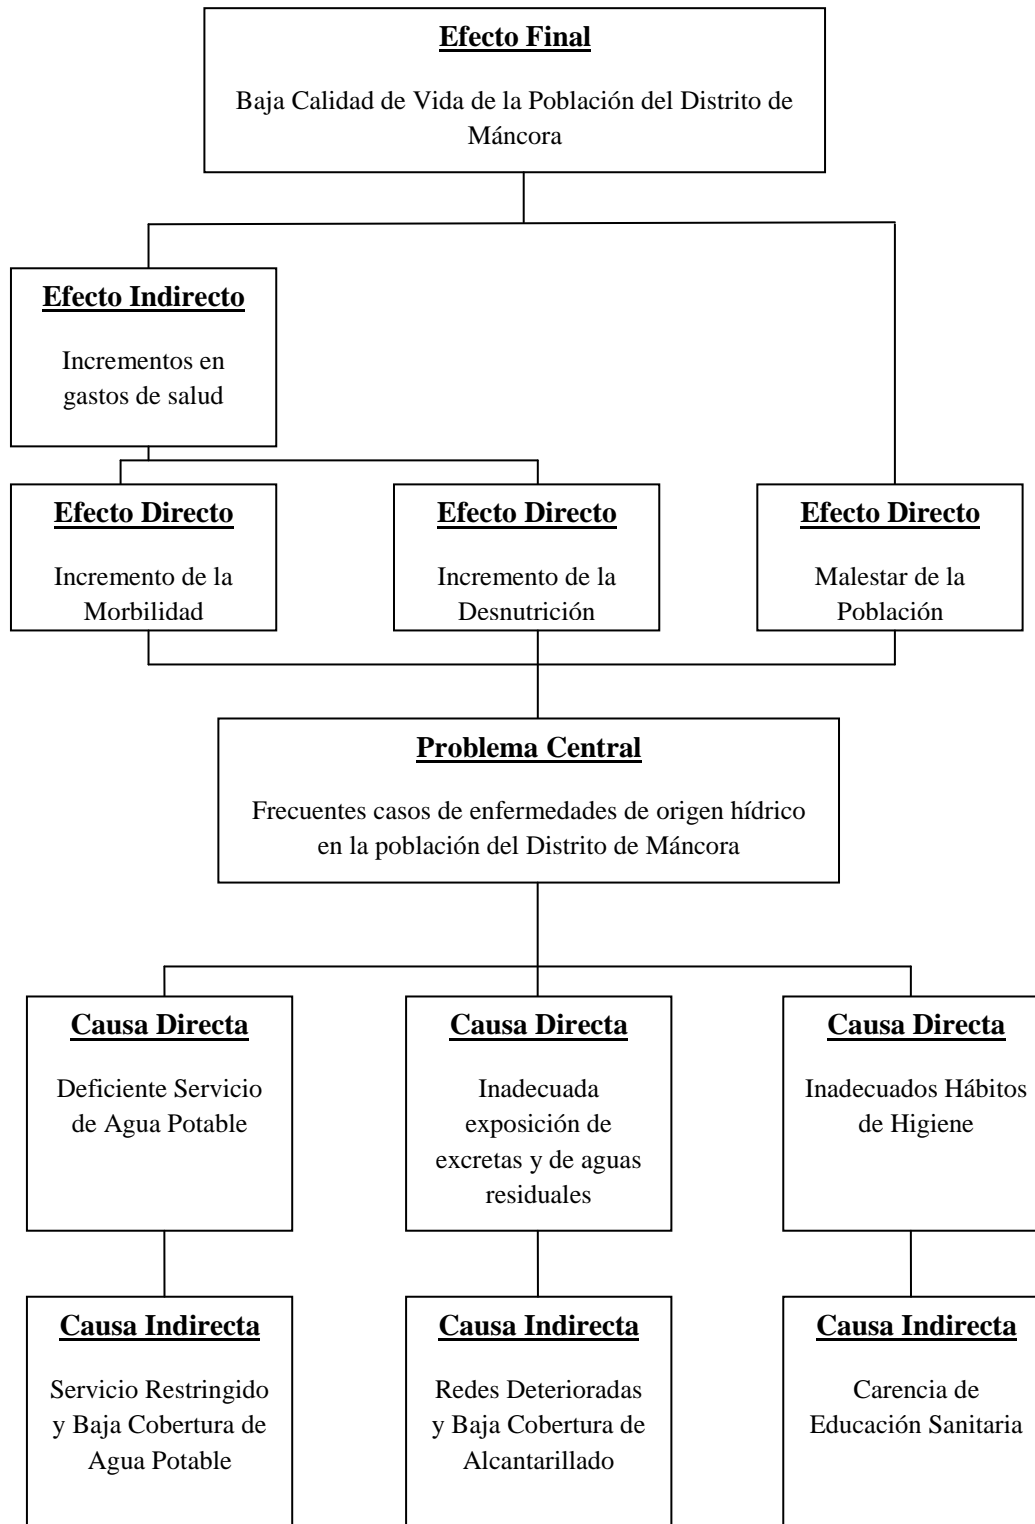 Efecto Final
Baja Calidad de Vida de la Población del Distrito de
Máncora
Efecto Indirecto
Incrementos en
gastos de salud
Efecto Directo
Incremento de la
Morbilidad
Efecto Directo
Incremento de la
Desnutrición
Efecto Directo
Malestar de la
Población
Problema Central
Frecuentes casos de enfermedades de origen hídrico
en la población del Distrito de Máncora
Causa Directa
Deficiente Servicio
de Agua Potable
Causa Directa
Inadecuada
exposición de
excretas y de aguas
residuales
Causa Directa
Inadecuados Hábitos
de Higiene
Causa Indirecta
Servicio Restringido
y Baja Cobertura de
Agua Potable
Causa Indirecta
Redes Deterioradas
y Baja Cobertura de
Alcantarillado
Causa Indirecta
Carencia de
Educación Sanitaria